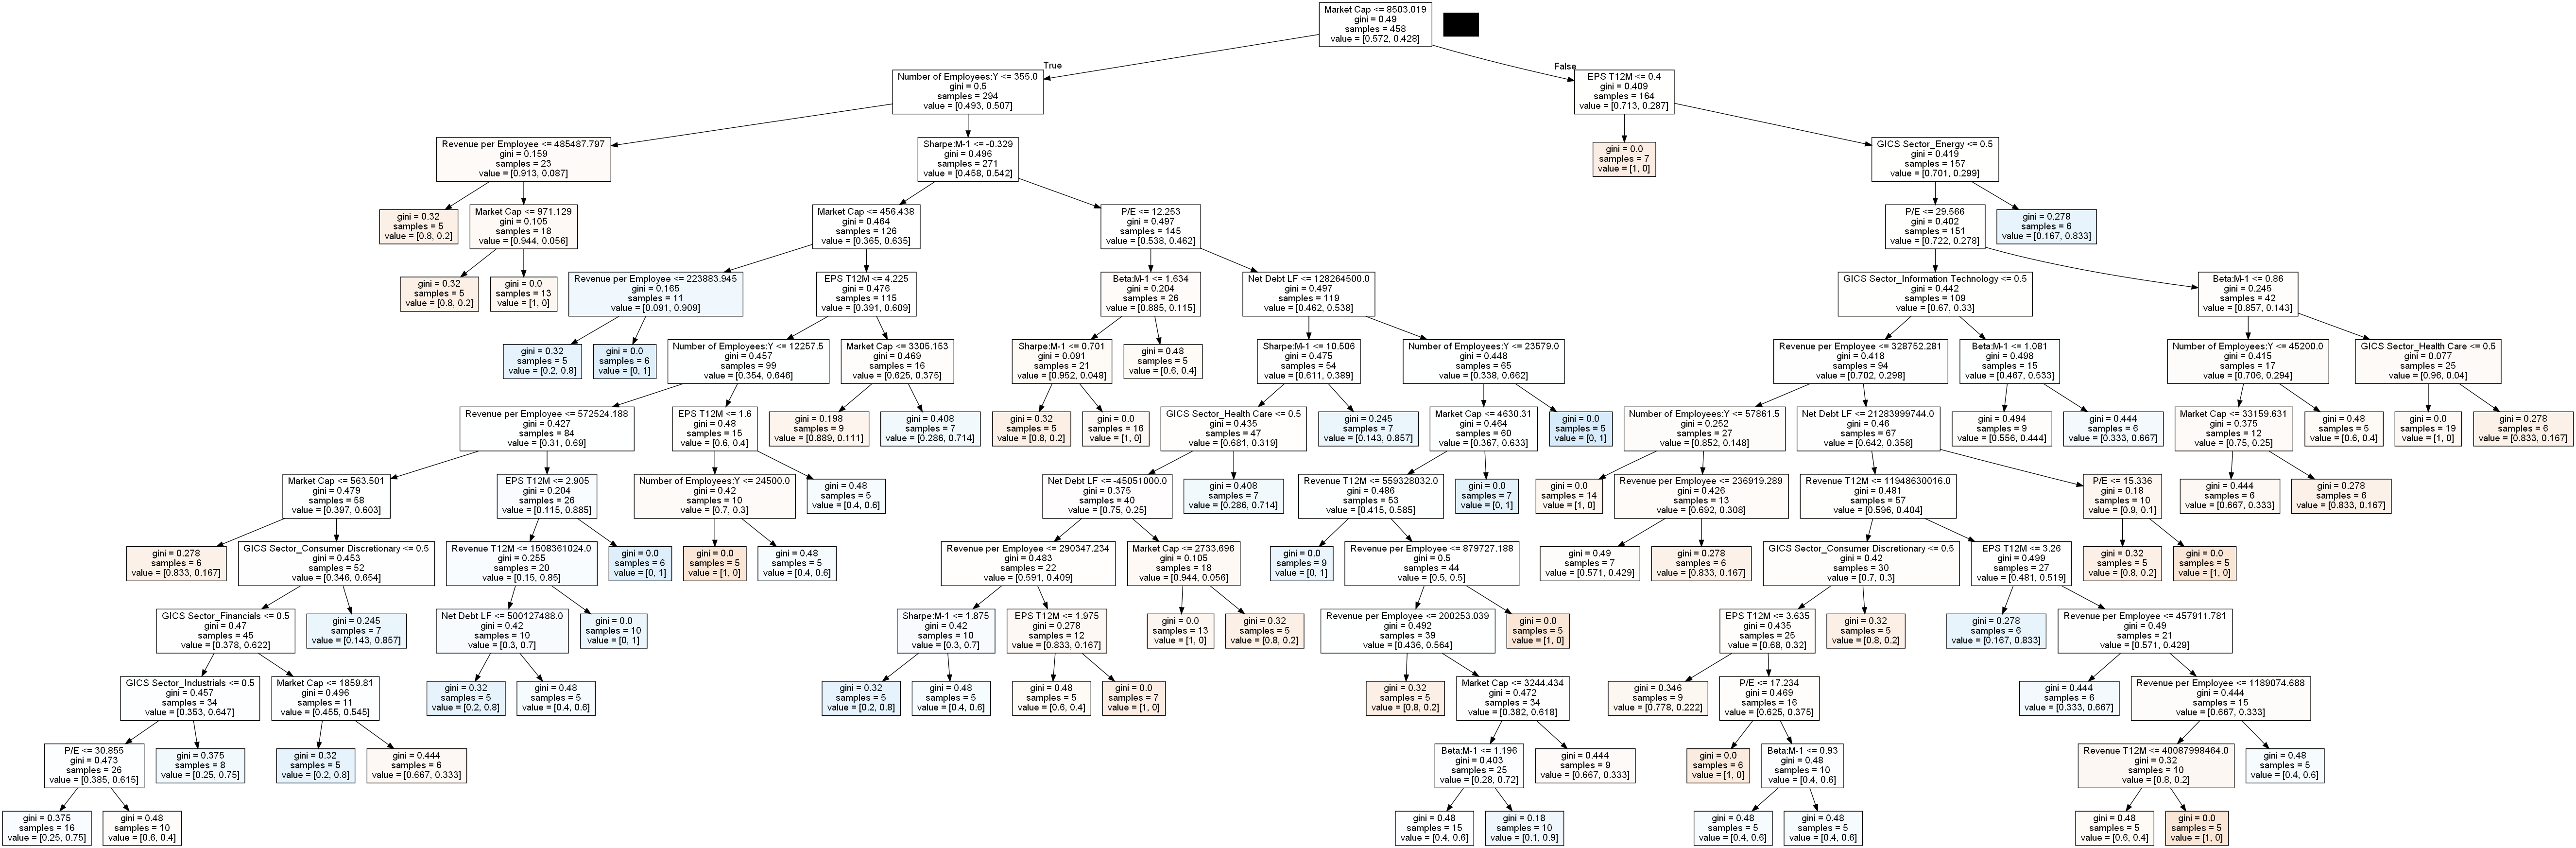 Market Cap <= 8503.019
gini = 0.49
samples = 458
value = [0.572, 0.428]
True
False
Number of Employees:Y <= 355.0
gini = 0.5
samples = 294
value = [0.493, 0.507]
EPS T12M <= 0.4
gini = 0.409
samples = 164
value = [0.713, 0.287]
Revenue per Employee <= 485487.797
gini = 0.159
samples = 23
value = [0.913, 0.087]
Sharpe:M-1 <= -0.329
gini = 0.496
samples = 271
value = [0.458, 0.542]
gini = 0.0
samples = 7
value = [1, 0]
GICS Sector_Energy <= 0.5
gini = 0.419
samples = 157
value = [0.701, 0.299]
gini = 0.32
samples = 5
value = [0.8, 0.2]
Market Cap <= 971.129
gini = 0.105
samples = 18
value = [0.944, 0.056]
Market Cap <= 456.438
gini = 0.464
samples = 126
value = [0.365, 0.635]
P/E <= 12.253
gini = 0.497
samples = 145
value = [0.538, 0.462]
P/E <= 29.566
gini = 0.402
samples = 151
value = [0.722, 0.278]
gini = 0.278
samples = 6
value = [0.167, 0.833]
gini = 0.32
samples = 5
value = [0.8, 0.2]
gini = 0.0
samples = 13
value = [1, 0]
Revenue per Employee <= 223883.945
gini = 0.165
samples = 11
value = [0.091, 0.909]
EPS T12M <= 4.225
gini = 0.476
samples = 115
value = [0.391, 0.609]
Beta:M-1 <= 1.634
gini = 0.204
samples = 26
value = [0.885, 0.115]
Net Debt LF <= 128264500.0
gini = 0.497
samples = 119
value = [0.462, 0.538]
GICS Sector_Information Technology <= 0.5
gini = 0.442
samples = 109
value = [0.67, 0.33]
Beta:M-1 <= 0.86
gini = 0.245
samples = 42
value = [0.857, 0.143]
gini = 0.32
samples = 5
value = [0.2, 0.8]
gini = 0.0
samples = 6
value = [0, 1]
Number of Employees:Y <= 12257.5
gini = 0.457
samples = 99
value = [0.354, 0.646]
Market Cap <= 3305.153
gini = 0.469
samples = 16
value = [0.625, 0.375]
Sharpe:M-1 <= 0.701
gini = 0.091
samples = 21
value = [0.952, 0.048]
gini = 0.48
samples = 5
value = [0.6, 0.4]
Sharpe:M-1 <= 10.506
gini = 0.475
samples = 54
value = [0.611, 0.389]
Number of Employees:Y <= 23579.0
gini = 0.448
samples = 65
value = [0.338, 0.662]
Revenue per Employee <= 328752.281
gini = 0.418
samples = 94
value = [0.702, 0.298]
Beta:M-1 <= 1.081
gini = 0.498
samples = 15
value = [0.467, 0.533]
Number of Employees:Y <= 45200.0
gini = 0.415
samples = 17
value = [0.706, 0.294]
GICS Sector_Health Care <= 0.5
gini = 0.077
samples = 25
value = [0.96, 0.04]
Revenue per Employee <= 572524.188
gini = 0.427
samples = 84
value = [0.31, 0.69]
EPS T12M <= 1.6
gini = 0.48
samples = 15
value = [0.6, 0.4]
gini = 0.198
samples = 9
value = [0.889, 0.111]
gini = 0.408
samples = 7
value = [0.286, 0.714]
gini = 0.32
samples = 5
value = [0.8, 0.2]
gini = 0.0
samples = 16
value = [1, 0]
GICS Sector_Health Care <= 0.5
gini = 0.435
samples = 47
value = [0.681, 0.319]
gini = 0.245
samples = 7
value = [0.143, 0.857]
Market Cap <= 4630.31
gini = 0.464
samples = 60
value = [0.367, 0.633]
gini = 0.0
samples = 5
value = [0, 1]
Number of Employees:Y <= 57861.5
gini = 0.252
samples = 27
value = [0.852, 0.148]
Net Debt LF <= 21283999744.0
gini = 0.46
samples = 67
value = [0.642, 0.358]
gini = 0.494
samples = 9
value = [0.556, 0.444]
gini = 0.444
samples = 6
value = [0.333, 0.667]
Market Cap <= 33159.631
gini = 0.375
samples = 12
value = [0.75, 0.25]
gini = 0.48
samples = 5
value = [0.6, 0.4]
gini = 0.0
samples = 19
value = [1, 0]
gini = 0.278
samples = 6
value = [0.833, 0.167]
Market Cap <= 563.501
gini = 0.479
samples = 58
value = [0.397, 0.603]
EPS T12M <= 2.905
gini = 0.204
samples = 26
value = [0.115, 0.885]
Number of Employees:Y <= 24500.0
gini = 0.42
samples = 10
value = [0.7, 0.3]
gini = 0.48
samples = 5
value = [0.4, 0.6]
Net Debt LF <= -45051000.0
gini = 0.375
samples = 40
value = [0.75, 0.25]
gini = 0.408
samples = 7
value = [0.286, 0.714]
Revenue T12M <= 559328032.0
gini = 0.486
samples = 53
value = [0.415, 0.585]
gini = 0.0
samples = 7
value = [0, 1]
gini = 0.0
samples = 14
value = [1, 0]
Revenue per Employee <= 236919.289
gini = 0.426
samples = 13
value = [0.692, 0.308]
Revenue T12M <= 11948630016.0
gini = 0.481
samples = 57
value = [0.596, 0.404]
P/E <= 15.336
gini = 0.18
samples = 10
value = [0.9, 0.1]
gini = 0.444
samples = 6
value = [0.667, 0.333]
gini = 0.278
samples = 6
value = [0.833, 0.167]
gini = 0.278
samples = 6
value = [0.833, 0.167]
GICS Sector_Consumer Discretionary <= 0.5
gini = 0.453
samples = 52
value = [0.346, 0.654]
Revenue T12M <= 1508361024.0
gini = 0.255
samples = 20
value = [0.15, 0.85]
gini = 0.0
samples = 6
value = [0, 1]
gini = 0.0
samples = 5
value = [1, 0]
gini = 0.48
samples = 5
value = [0.4, 0.6]
Revenue per Employee <= 290347.234
gini = 0.483
samples = 22
value = [0.591, 0.409]
Market Cap <= 2733.696
gini = 0.105
samples = 18
value = [0.944, 0.056]
gini = 0.0
samples = 9
value = [0, 1]
Revenue per Employee <= 879727.188
gini = 0.5
samples = 44
value = [0.5, 0.5]
gini = 0.49
samples = 7
value = [0.571, 0.429]
gini = 0.278
samples = 6
value = [0.833, 0.167]
GICS Sector_Consumer Discretionary <= 0.5
gini = 0.42
samples = 30
value = [0.7, 0.3]
EPS T12M <= 3.26
gini = 0.499
samples = 27
value = [0.481, 0.519]
gini = 0.32
samples = 5
value = [0.8, 0.2]
gini = 0.0
samples = 5
value = [1, 0]
GICS Sector_Financials <= 0.5
gini = 0.47
samples = 45
value = [0.378, 0.622]
gini = 0.245
samples = 7
value = [0.143, 0.857]
Net Debt LF <= 500127488.0
gini = 0.42
samples = 10
value = [0.3, 0.7]
gini = 0.0
samples = 10
value = [0, 1]
Sharpe:M-1 <= 1.875
gini = 0.42
samples = 10
value = [0.3, 0.7]
EPS T12M <= 1.975
gini = 0.278
samples = 12
value = [0.833, 0.167]
gini = 0.0
samples = 13
value = [1, 0]
gini = 0.32
samples = 5
value = [0.8, 0.2]
Revenue per Employee <= 200253.039
gini = 0.492
samples = 39
value = [0.436, 0.564]
gini = 0.0
samples = 5
value = [1, 0]
EPS T12M <= 3.635
gini = 0.435
samples = 25
value = [0.68, 0.32]
gini = 0.32
samples = 5
value = [0.8, 0.2]
gini = 0.278
samples = 6
value = [0.167, 0.833]
Revenue per Employee <= 457911.781
gini = 0.49
samples = 21
value = [0.571, 0.429]
GICS Sector_Industrials <= 0.5
gini = 0.457
samples = 34
value = [0.353, 0.647]
Market Cap <= 1859.81
gini = 0.496
samples = 11
value = [0.455, 0.545]
gini = 0.32
samples = 5
value = [0.2, 0.8]
gini = 0.48
samples = 5
value = [0.4, 0.6]
gini = 0.32
samples = 5
value = [0.2, 0.8]
gini = 0.48
samples = 5
value = [0.4, 0.6]
gini = 0.48
samples = 5
value = [0.6, 0.4]
gini = 0.0
samples = 7
value = [1, 0]
gini = 0.32
samples = 5
value = [0.8, 0.2]
Market Cap <= 3244.434
gini = 0.472
samples = 34
value = [0.382, 0.618]
gini = 0.346
samples = 9
value = [0.778, 0.222]
P/E <= 17.234
gini = 0.469
samples = 16
value = [0.625, 0.375]
gini = 0.444
samples = 6
value = [0.333, 0.667]
Revenue per Employee <= 1189074.688
gini = 0.444
samples = 15
value = [0.667, 0.333]
P/E <= 30.855
gini = 0.473
samples = 26
value = [0.385, 0.615]
gini = 0.375
samples = 8
value = [0.25, 0.75]
gini = 0.32
samples = 5
value = [0.2, 0.8]
gini = 0.444
samples = 6
value = [0.667, 0.333]
Beta:M-1 <= 1.196
gini = 0.403
samples = 25
value = [0.28, 0.72]
gini = 0.444
samples = 9
value = [0.667, 0.333]
gini = 0.0
samples = 6
value = [1, 0]
Beta:M-1 <= 0.93
gini = 0.48
samples = 10
value = [0.4, 0.6]
Revenue T12M <= 40087998464.0
gini = 0.32
samples = 10
value = [0.8, 0.2]
gini = 0.48
samples = 5
value = [0.4, 0.6]
gini = 0.375
samples = 16
value = [0.25, 0.75]
gini = 0.48
samples = 10
value = [0.6, 0.4]
gini = 0.48
samples = 15
value = [0.4, 0.6]
gini = 0.18
samples = 10
value = [0.1, 0.9]
gini = 0.48
samples = 5
value = [0.4, 0.6]
gini = 0.48
samples = 5
value = [0.4, 0.6]
gini = 0.48
samples = 5
value = [0.6, 0.4]
gini = 0.0
samples = 5
value = [1, 0]